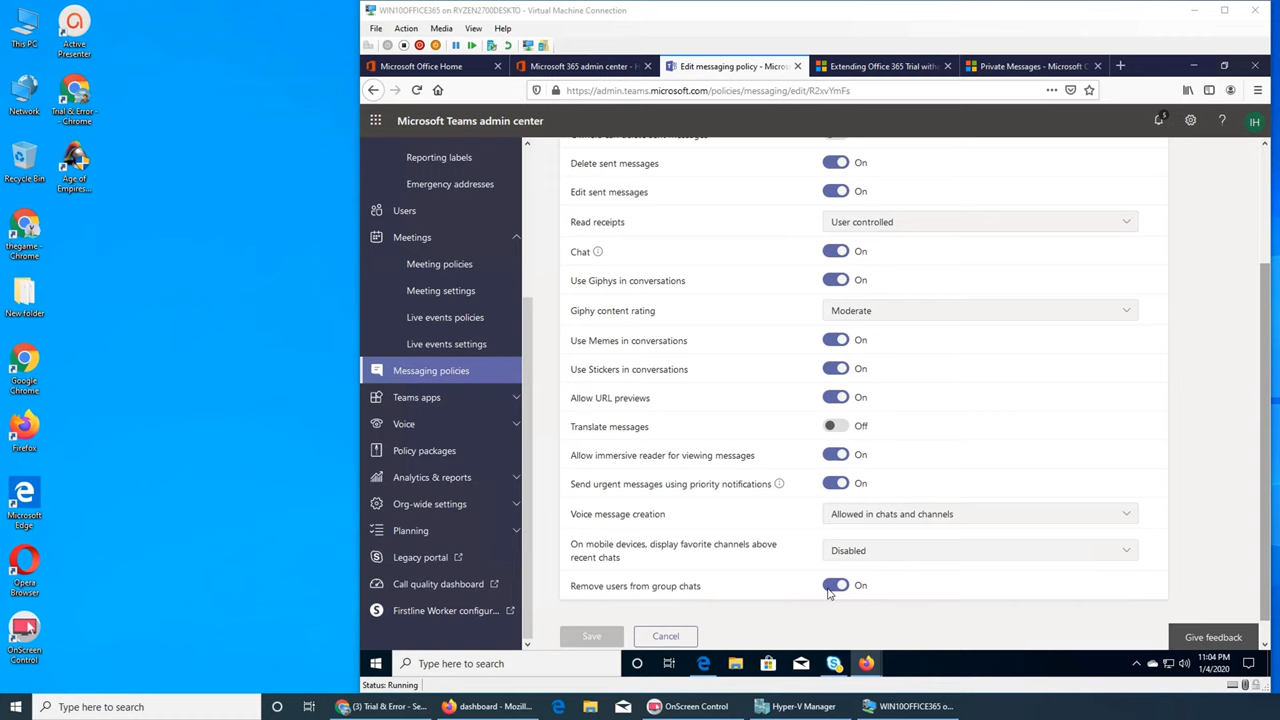 WIN10OFFICE365 on RYZEN2700DESKTO - Virtual Machine Connection
File Action Media View Help
Microsoft Office Home
Microsoft 365 admin center - H
Edit messaging policy - Micros
Extending Office 365 Trial with
Private Messages - Microsoft C
https://admin.teams.microsoft.com/policies/messaging/edit/R2xvYmFs
Microsoft Teams admin center
5
IH
This PC
Active
Presenter
Network
Trial & Error
- Chrome
Recycle Bin
Age of
Empires...
thegame -
Chrome
New folder
Google
Chrome
Firefox
Microsoft
Edge
Opera
Browser
OnScreen
Control
Reporting labels
Emergency addresses
Users
Meetings
Meeting policies
Meeting settings
Live events policies
Live events settings
Messaging policies
Teams apps
Voice
Policy packages
Analytics & reports
Org-wide settings
Planning
Legacy portal
Call quality dashboard
Firstline Worker configur...
Owners can delete sent messages
Delete sent messages On
Edit sent messages On
Read receipts User controlled
Chat On
Use Giphys in conversations On
Giphy content rating Moderate
Use Memes in conversations On
Use Stickers in conversations On
Allow URL previews On
Translate messages Off
Allow immersive reader for viewing messages On
Send urgent messages using priority notifications On
Voice message creation Allowed in chats and channels
On mobile devices, display favorite channels above
recent chats
Disabled
Remove users from group chats On
Save Cancel
Give feedback
Type here to search
11:04 PM
1/4/2020
Status: Running
Type here to search
(3) Trial & Error - Se...
dashboard - Mozill...
OnScreen Control
Hyper-V Manager
WIN10OFFICE365 o...